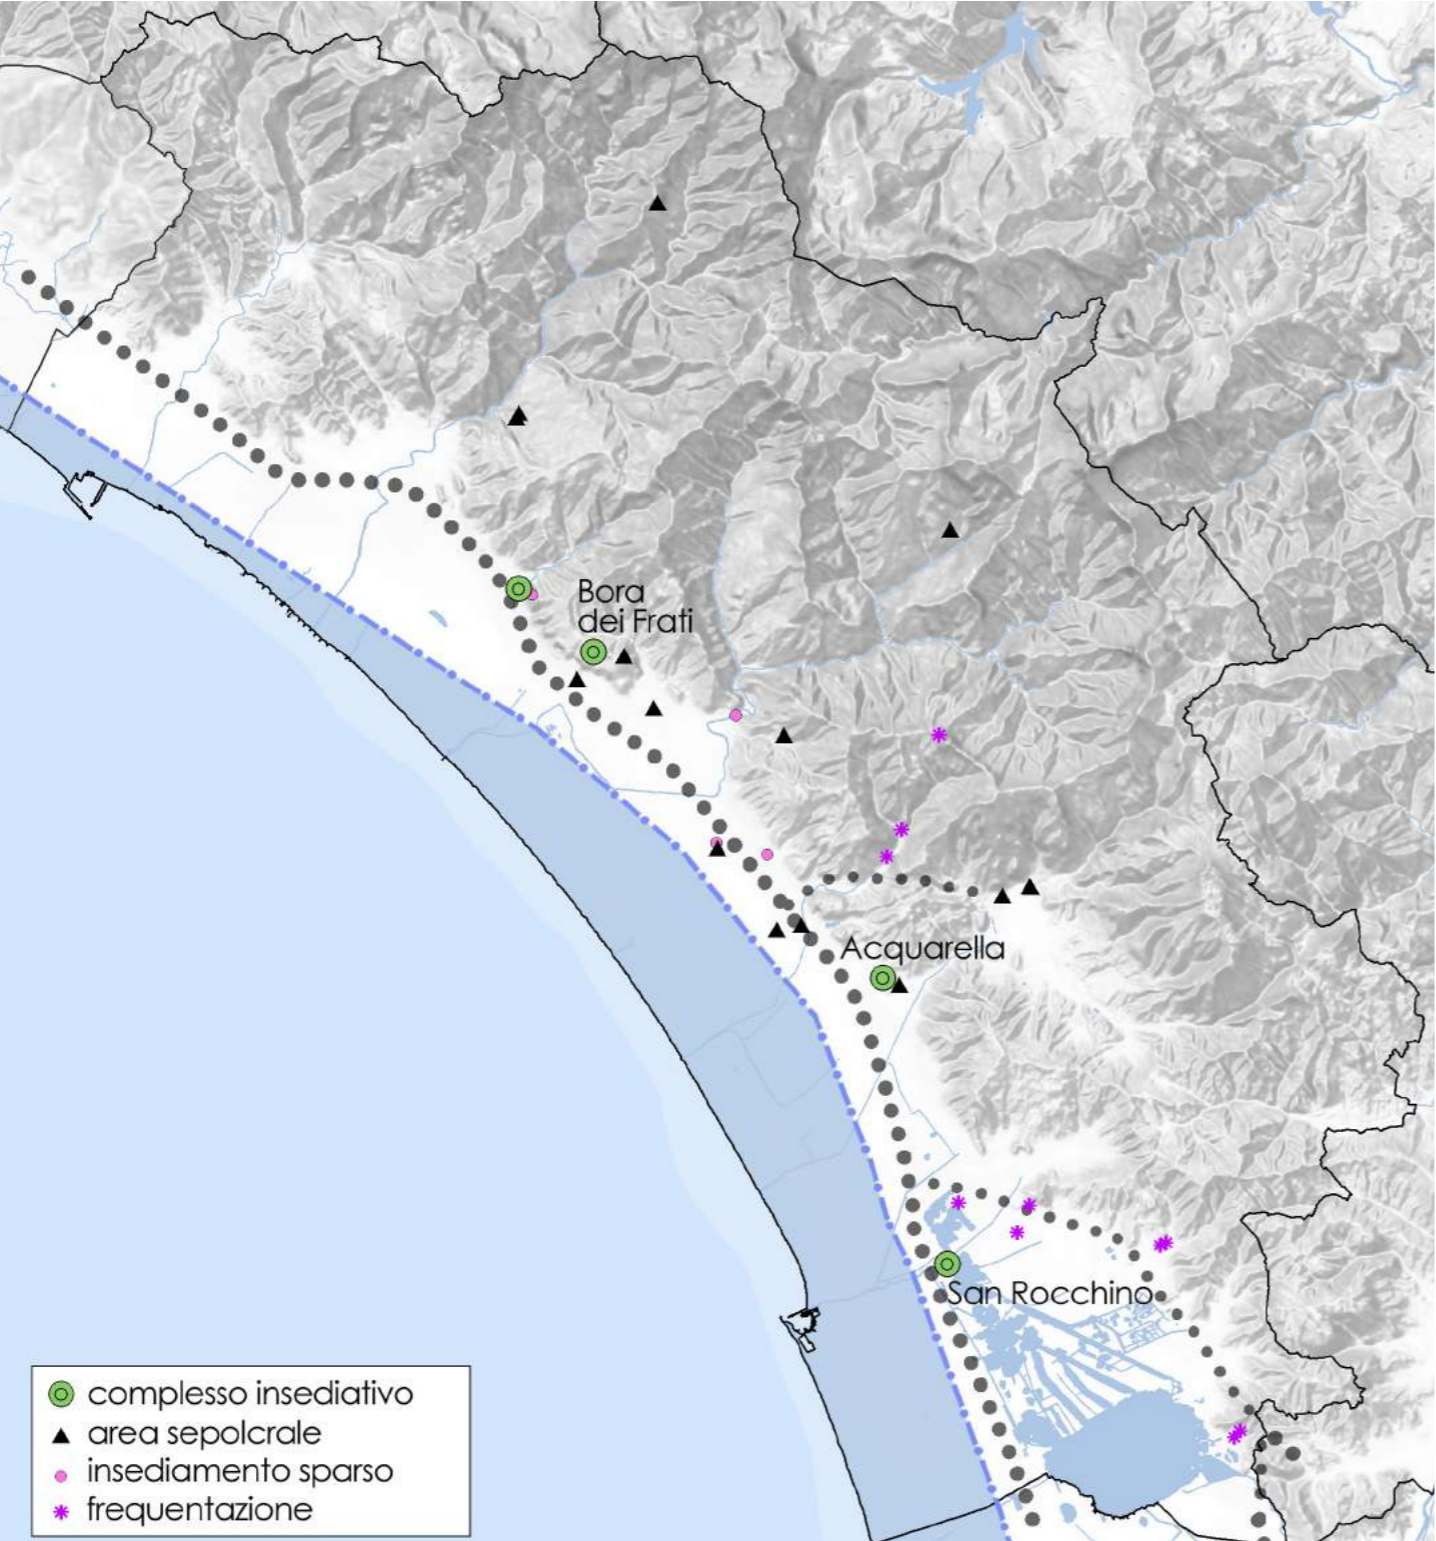 Bora
dei Frati
Acquarella
San Rocchino
complesso insediativo
area sepolcrale
insediamento sparso
frequentazione